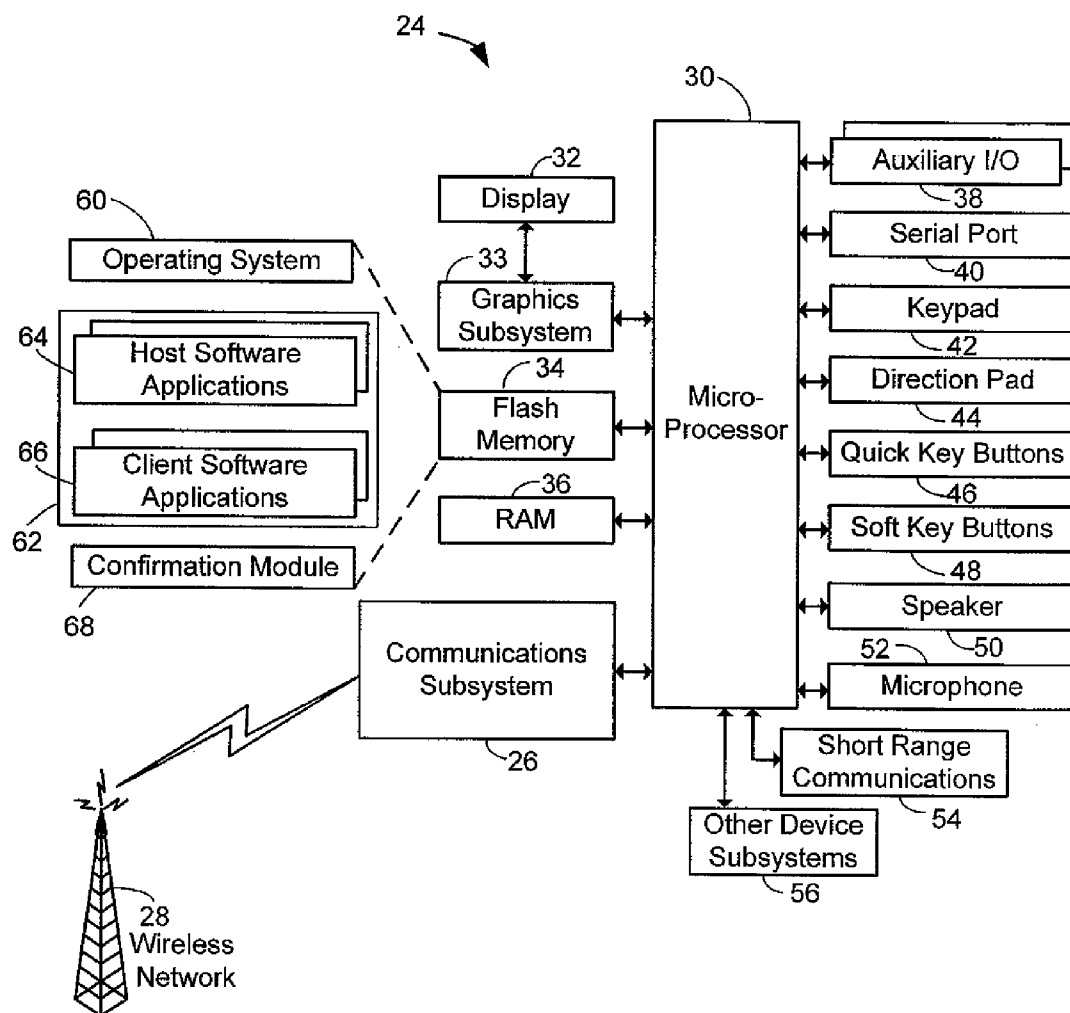 24
30
32
Display
60
Operating System
33
Graphics
Subsystem
64
Host Software
Applications
34
Flash
Memory
66
Client Software
Applications
62
36
RAM
Confirmation Module
68
Micro-
Processor
Auxiliary I/O
38
Serial Port
40
Keypad
42
Direction Pad
44
Quick Key Buttons
46
Soft Key Buttons
48
Speaker
50
52
Microphone
Communications
Subsystem
26
Short Range
Communications
54
Other Device
Subsystems
56
28
Wireless
Network